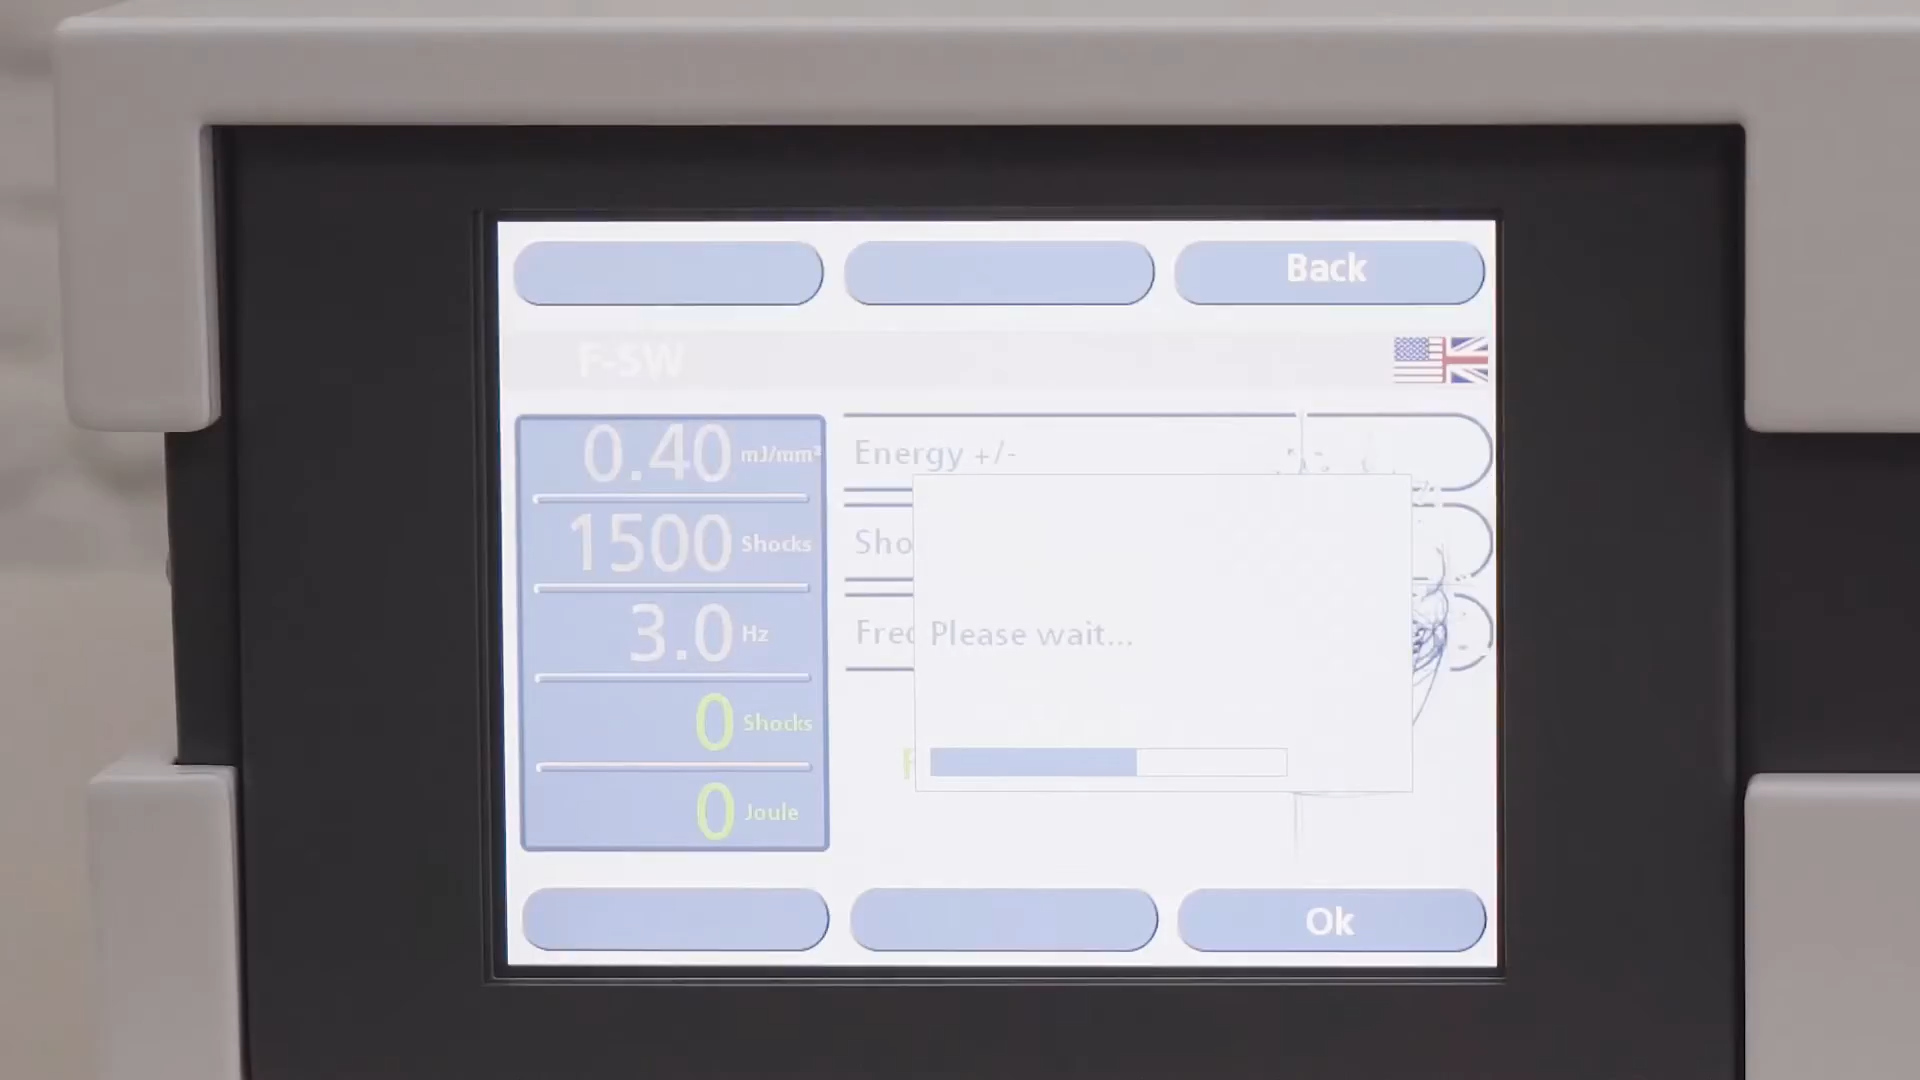 Back
F-SW
0.40 mJ/mm²
Energy +/-
1500 Shocks
Sho
3.0 Hz
Please wait...
0 Shocks
0 Joule
Ok